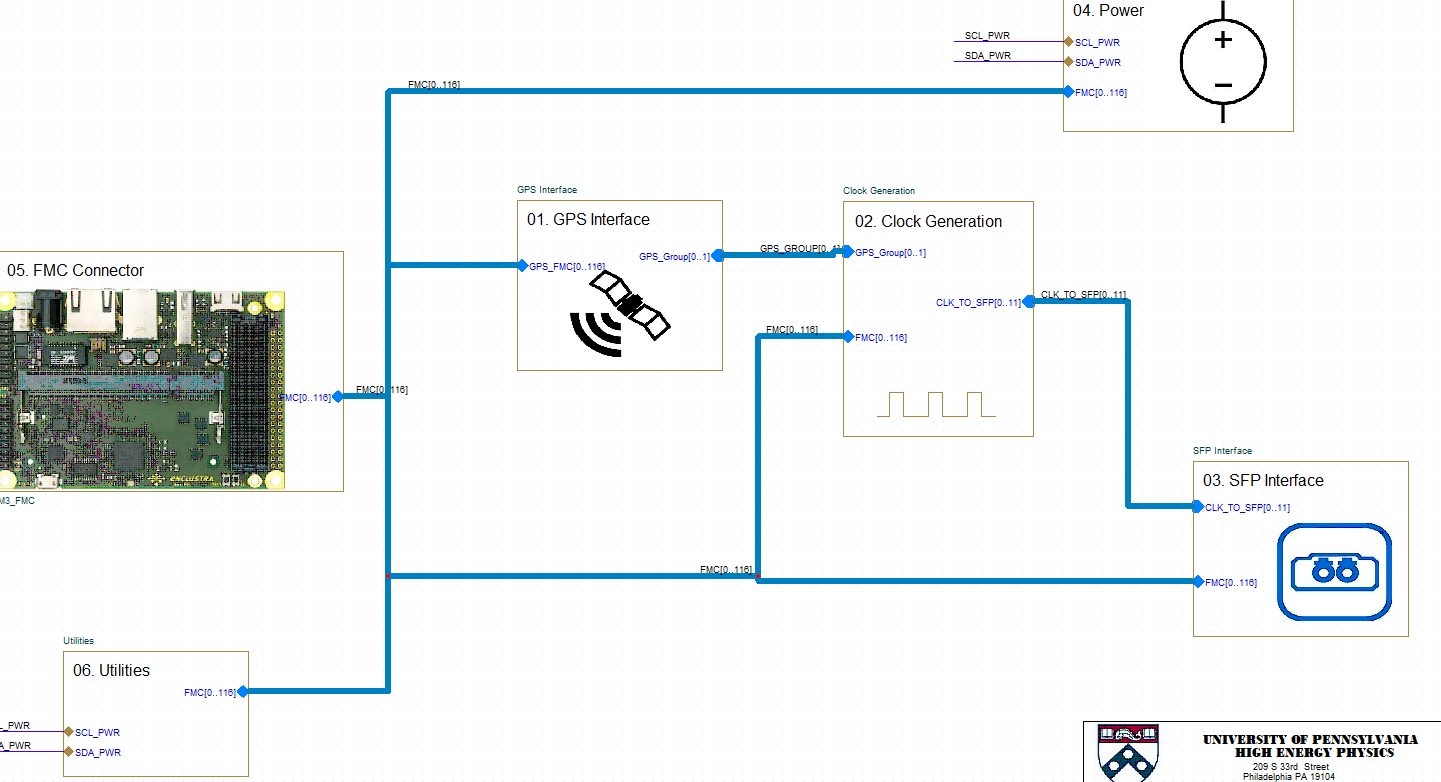 04. Power
SCL_PWR
SCL_PWR
SDA_PWR
SDA_PWR
FMC[0..116]
FMC[0..116]
GPS Interface
01. GPS Interface
GPS_FMC[0..116]
GPS_Group[0..1]
GPS_GROUP[0..1]
Clock Generation
02. Clock Generation
GPS_Group[0..1]
CLK_TO_SFP[0..11]
CLK_TO_SFP[0..11]
FMC[0..116]
FMC[0..116]
05. FMC Connector
FMC[0..116]
FMC[0..116]
ENCLUSTRA
M3_FMC
SFP Interface
03. SFP Interface
CLK_TO_SFP[0..11]
FMC[0..116]
FMC[0..116]
Utilities
06. Utilities
FMC[0..116]
L_PWR
SCL_PWR
A_PWR
SDA_PWR
UNIVERSITY OF PENNSYLVANIA
HIGH ENERGY PHYSICS
209 S 33rd Street
Philadelphia PA 19104